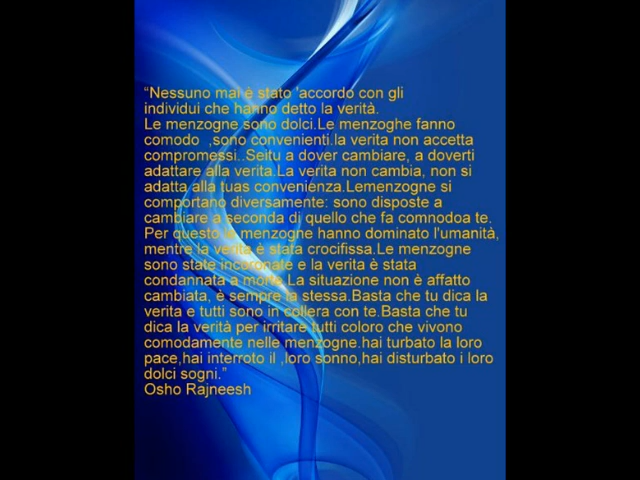 “Nessuno mai è stato 'accordo con gli
individui che hanno detto la verità.
Le menzogne sono dolci.Le menzoghe fanno
comodo ,sono convenienti.la verita non accetta
compromessi..Seitu a dover cambiare, a doverti
adattare alla verita.La verita non cambia, non si
adatta alla tuas convenienza.Lemenzogne si
comportano diversamente: sono disposte a
cambiare a seconda di quello che fa comnodoa te.
Per questo le menzogne hanno dominato l'umanità,
mentre la verità è stata crocifissa.Le menzogne
sono state incoronate e la verità è stata
condannata a morte.La situazione non è affatto
cambiata, è sempre la stessa.Basta che tu dica la
verita e tutti sono in collera con te.Basta che tu
dica la verità per irritare tutti coloro che vivono
comodamente nelle menzogne.hai turbato la loro
pace,hai interroto il ,loro sonno,hai disturbato i loro
dolci sogni.”
Osho Rajneesh